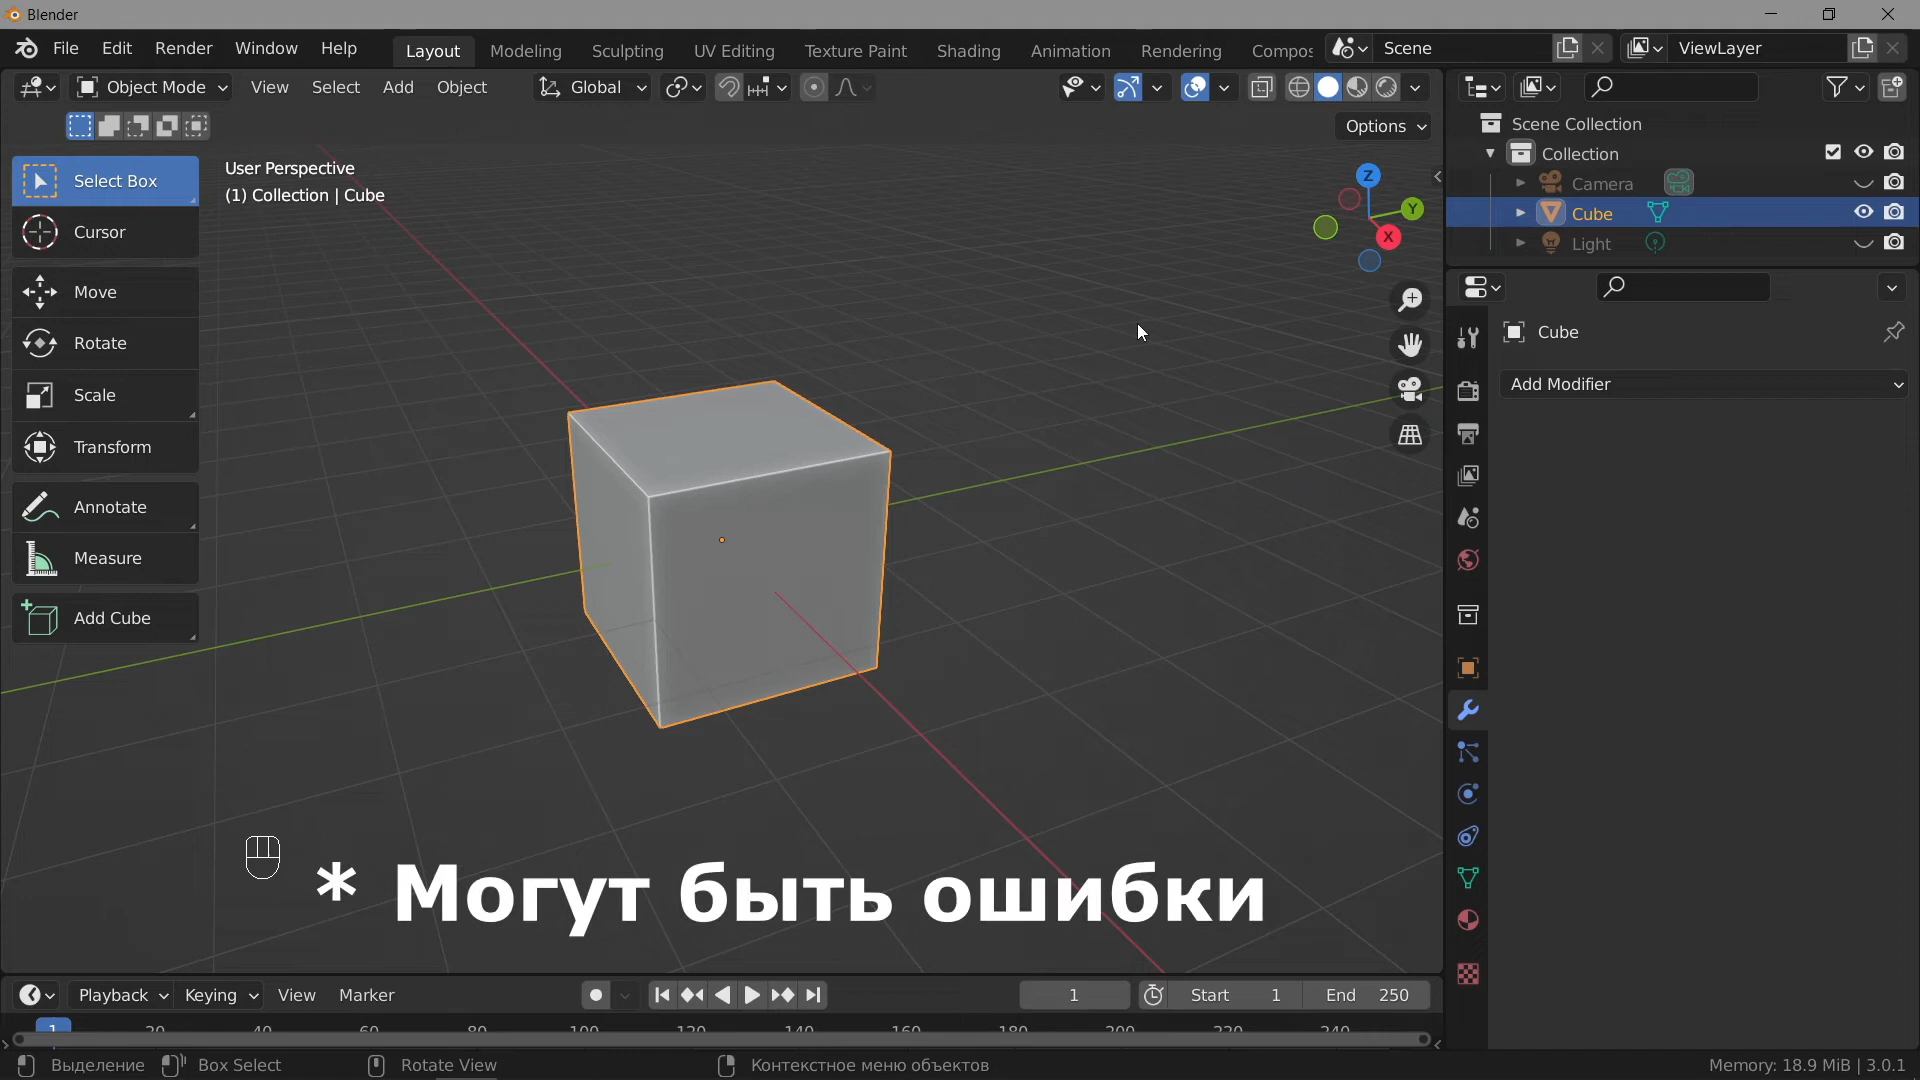 Blender
File Edit Render Window Help Layout Modeling Sculpting UV Editing Texture Paint Shading Animation Rendering Compos Scene ViewLayer
Object Mode View Select Add Object Global
Options
Select Box
Cursor
Move
Rotate
Scale
Transform
Annotate
Measure
Add Cube
User Perspective
(1) Collection | Cube
Z
Y
X
Scene Collection
Collection
Camera
Cube
Light
Cube
Add Modifier
* Могут быть ошибки
Playback Keying View Marker 1 Start 1 End 250
1 20 40 60 80 100 120 140 160 180 200 220 240
Выделение Box Select Rotate View Контекстное меню объектов Memory: 18.9 MiB | 3.0.1